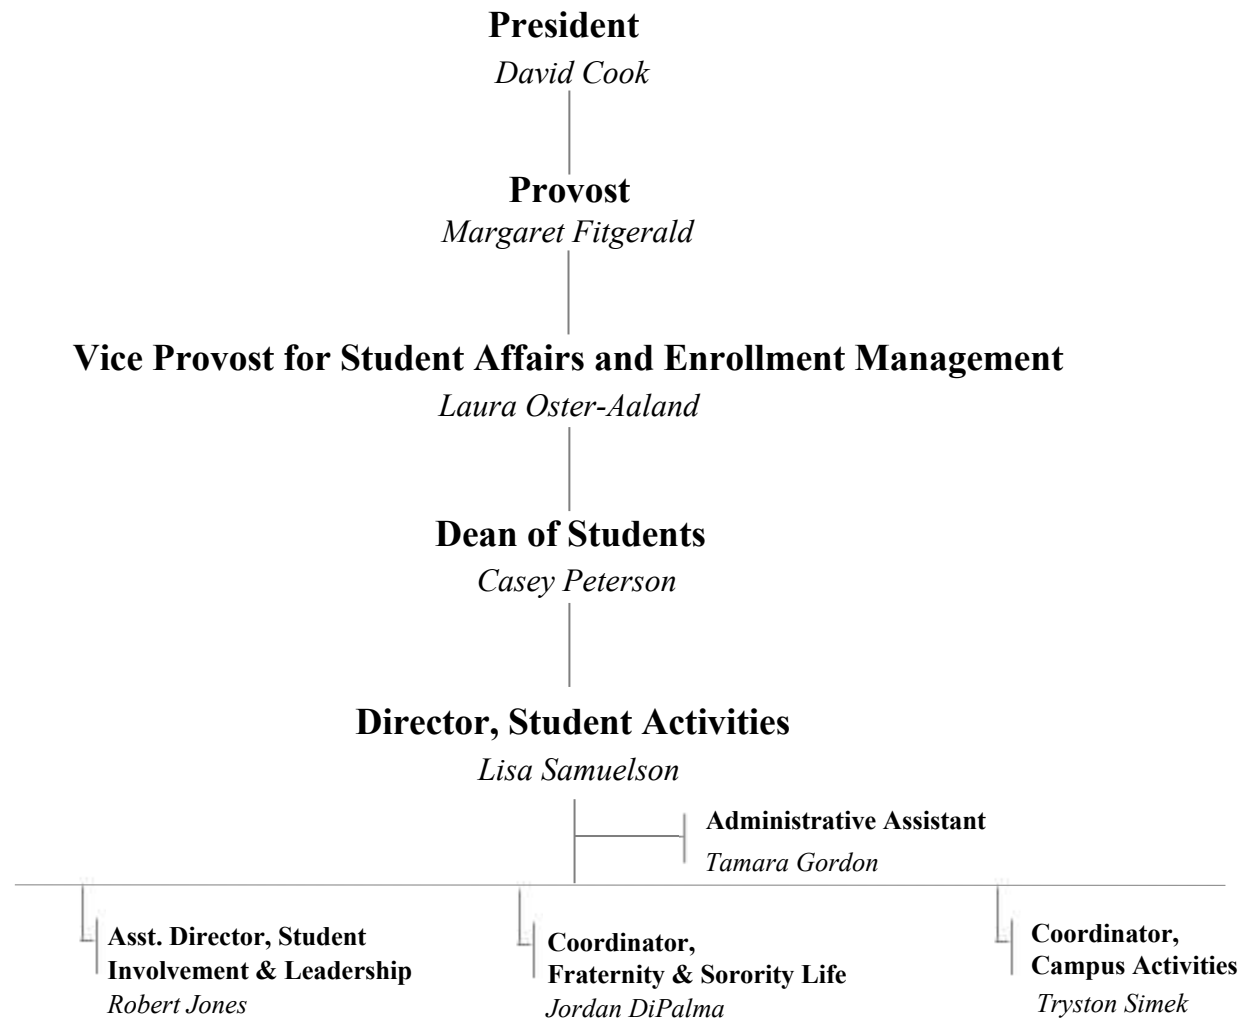 President
David Cook
Provost
Margaret Fitgerald
Vice Provost for Student Affairs and Enrollment Management
Laura Oster-Aaland
Dean of Students
Casey Peterson
Director, Student Activities
Lisa Samuelson
Administrative Assistant
Tamara Gordon
Asst. Director, Student
Involvement & Leadership
Robert Jones
Coordinator,
Fraternity & Sorority Life
Jordan DiPalma
Coordinator,
Campus Activities
Tryston Simek